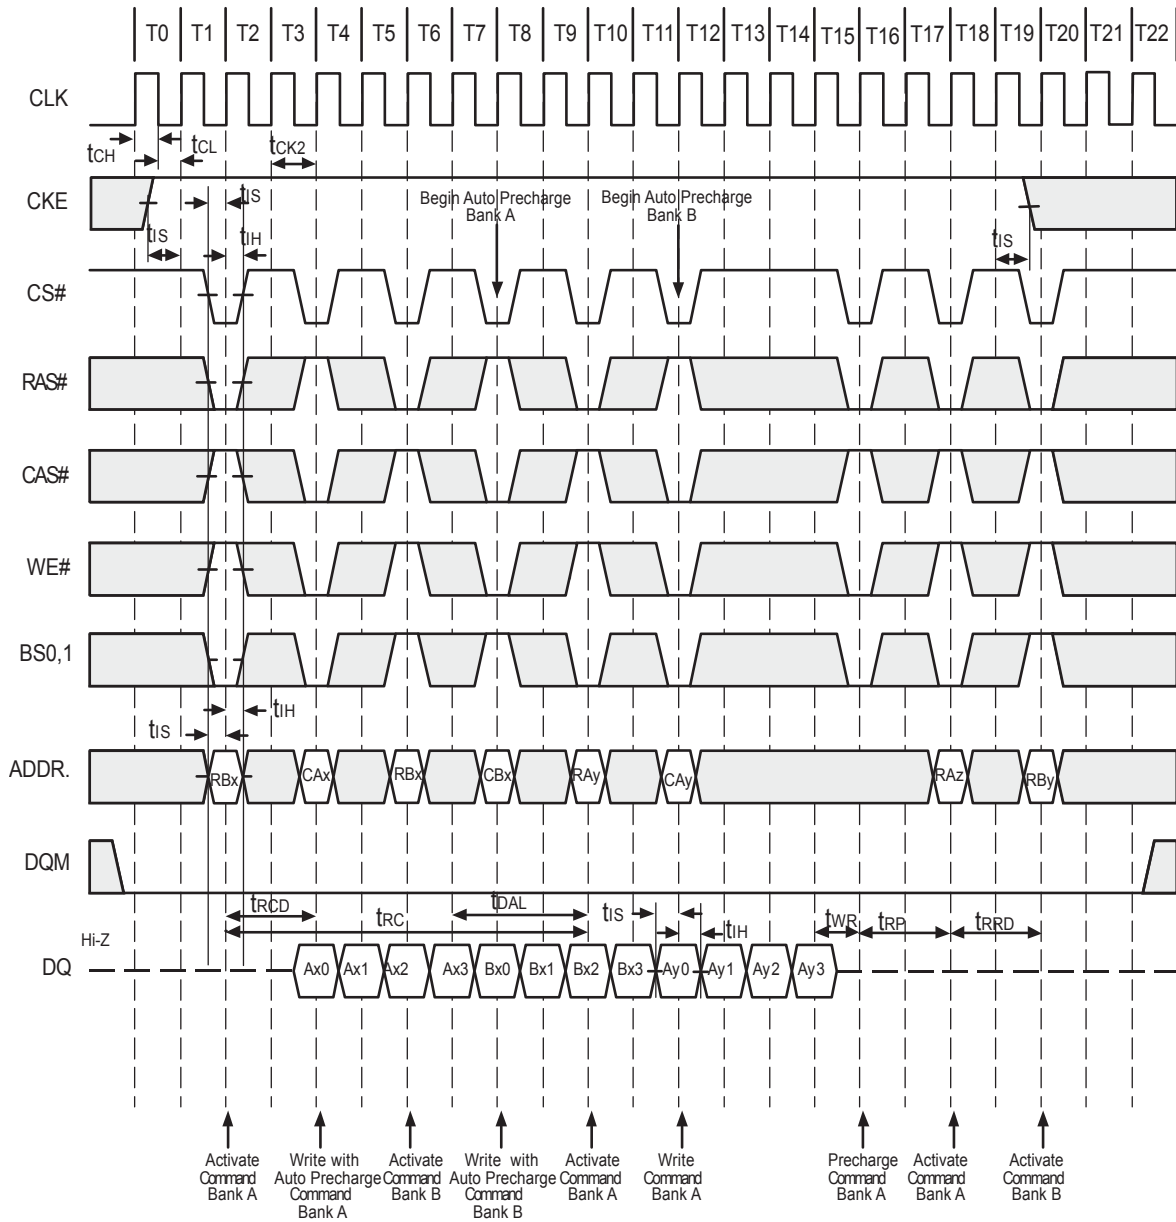 T0 T1 T2 T3 T4 T5 T6 T7 T8 T9 T10 T11 T12 T13 T14 T15 T16 T17 T18 T19 T20 T21 T22
CLK
tCH tCL tCK2
CKE
tIS
Begin Auto Precharge
Bank A
Begin Auto Precharge
Bank B
tIS tIH tIS
CS#
RAS#
CAS#
WE#
BS0,1
tIH
tIS
ADDR.
RBx CAx RBx CBx RAy CAy RAz RBy
DQM
tRCD tRC tDAL tIS tIH tWR tRP tRRD
Hi-Z
DQ
Ax0 Ax1 Ax2 Ax3 Bx0 Bx1 Bx2 Bx3 Ay0 Ay1 Ay2 Ay3
Activate
Command
Bank A
Write with
Auto Precharge
Command
Bank A
Activate
Command
Bank B
Write with
Auto Precharge
Command
Bank B
Activate
Command
Bank A
Write
Command
Bank A
Precharge
Command
Bank A
Activate
Command
Bank A
Activate
Command
Bank B